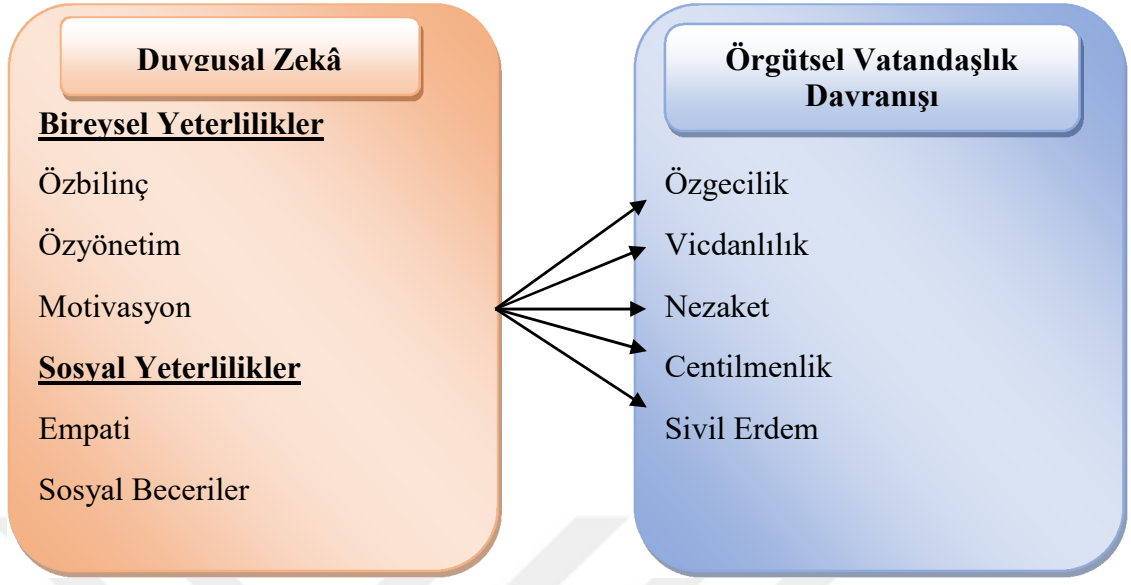 Duygusal Zekâ
Bireysel Yeterlilikler
Özbilinç
Özyönetim
Motivasyon
Sosyal Yeterlilikler
Empati
Sosyal Beceriler
Örgütsel Vatandaşlık
Davranışı
Özgecilik
Vicdanlılık
Nezaket
Centilmenlik
Sivil Erdem